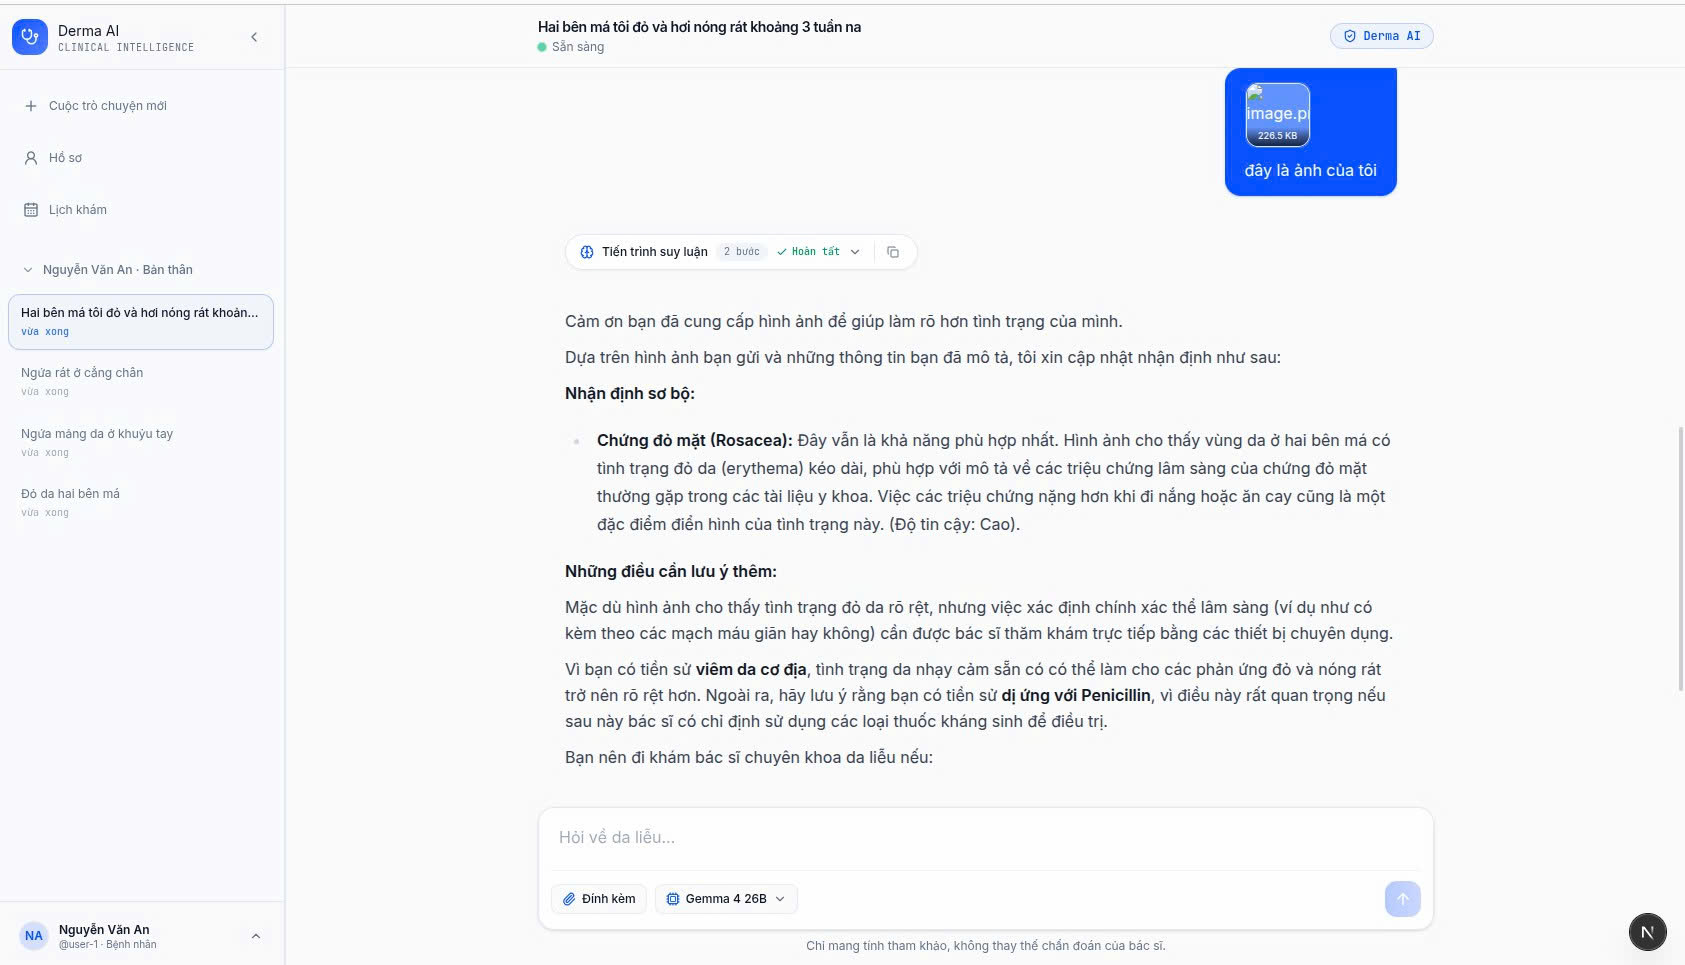 Derma AI
CLINICAL INTELLIGENCE
Cuộc trò chuyện mới
Hồ sơ
Lịch khám
Nguyễn Văn An · Bản thân
Hai bên má tôi đỏ và hơi nóng rát khoản...
vừa xong
Ngứa rát ở cẳng chân
vừa xong
Ngứa mảng da ở khuỷu tay
vừa xong
Đỏ da hai bên má
vừa xong
NA
Nguyễn Văn An
@user-1 · Bệnh nhân
Hai bên má tôi đỏ và hơi nóng rát khoảng 3 tuần na
Sẵn sàng
Derma AI
image.p
226.5 KB
đây là ảnh của tôi
Tiến trình suy luận 2 bước Hoàn tất
Cảm ơn bạn đã cung cấp hình ảnh để giúp làm rõ hơn tình trạng của mình.
Dựa trên hình ảnh bạn gửi và những thông tin bạn đã mô tả, tôi xin cập nhật nhận định như sau:
Nhận định sơ bộ:
Chứng đỏ mặt (Rosacea): Đây vẫn là khả năng phù hợp nhất. Hình ảnh cho thấy vùng da ở hai bên má có
tình trạng đỏ da (erythema) kéo dài, phù hợp với mô tả về các triệu chứng lâm sàng của chứng đỏ mặt
thường gặp trong các tài liệu y khoa. Việc các triệu chứng nặng hơn khi đi nắng hoặc ăn cay cũng là một
đặc điểm điển hình của tình trạng này. (Độ tin cậy: Cao).
Những điều cần lưu ý thêm:
Mặc dù hình ảnh cho thấy tình trạng đỏ da rõ rệt, nhưng việc xác định chính xác thể lâm sàng (ví dụ như có
kèm theo các mạch máu giãn hay không) cần được bác sĩ thăm khám trực tiếp bằng các thiết bị chuyên dụng.
Vì bạn có tiền sử viêm da cơ địa, tình trạng da nhạy cảm sẵn có có thể làm cho các phản ứng đỏ và nóng rát
trở nên rõ rệt hơn. Ngoài ra, hãy lưu ý rằng bạn có tiền sử dị ứng với Penicillin, vì điều này rất quan trọng nếu
sau này bác sĩ có chỉ định sử dụng các loại thuốc kháng sinh để điều trị.
Bạn nên đi khám bác sĩ chuyên khoa da liễu nếu:
Hỏi về da liễu...
Đính kèm
Gemma 4 26B
Chỉ mang tính tham khảo, không thay thế chẩn đoán của bác sĩ.
N